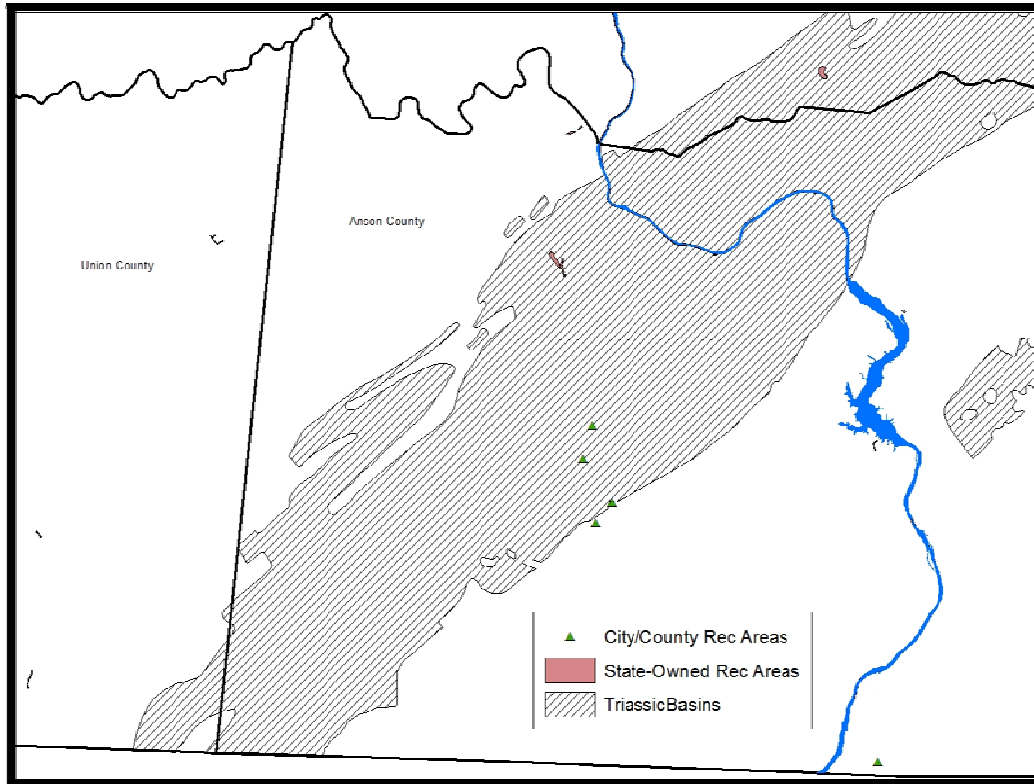 Anson County
Union County
City/County Rec Areas
State-Owned Rec Areas
TriassicBasins